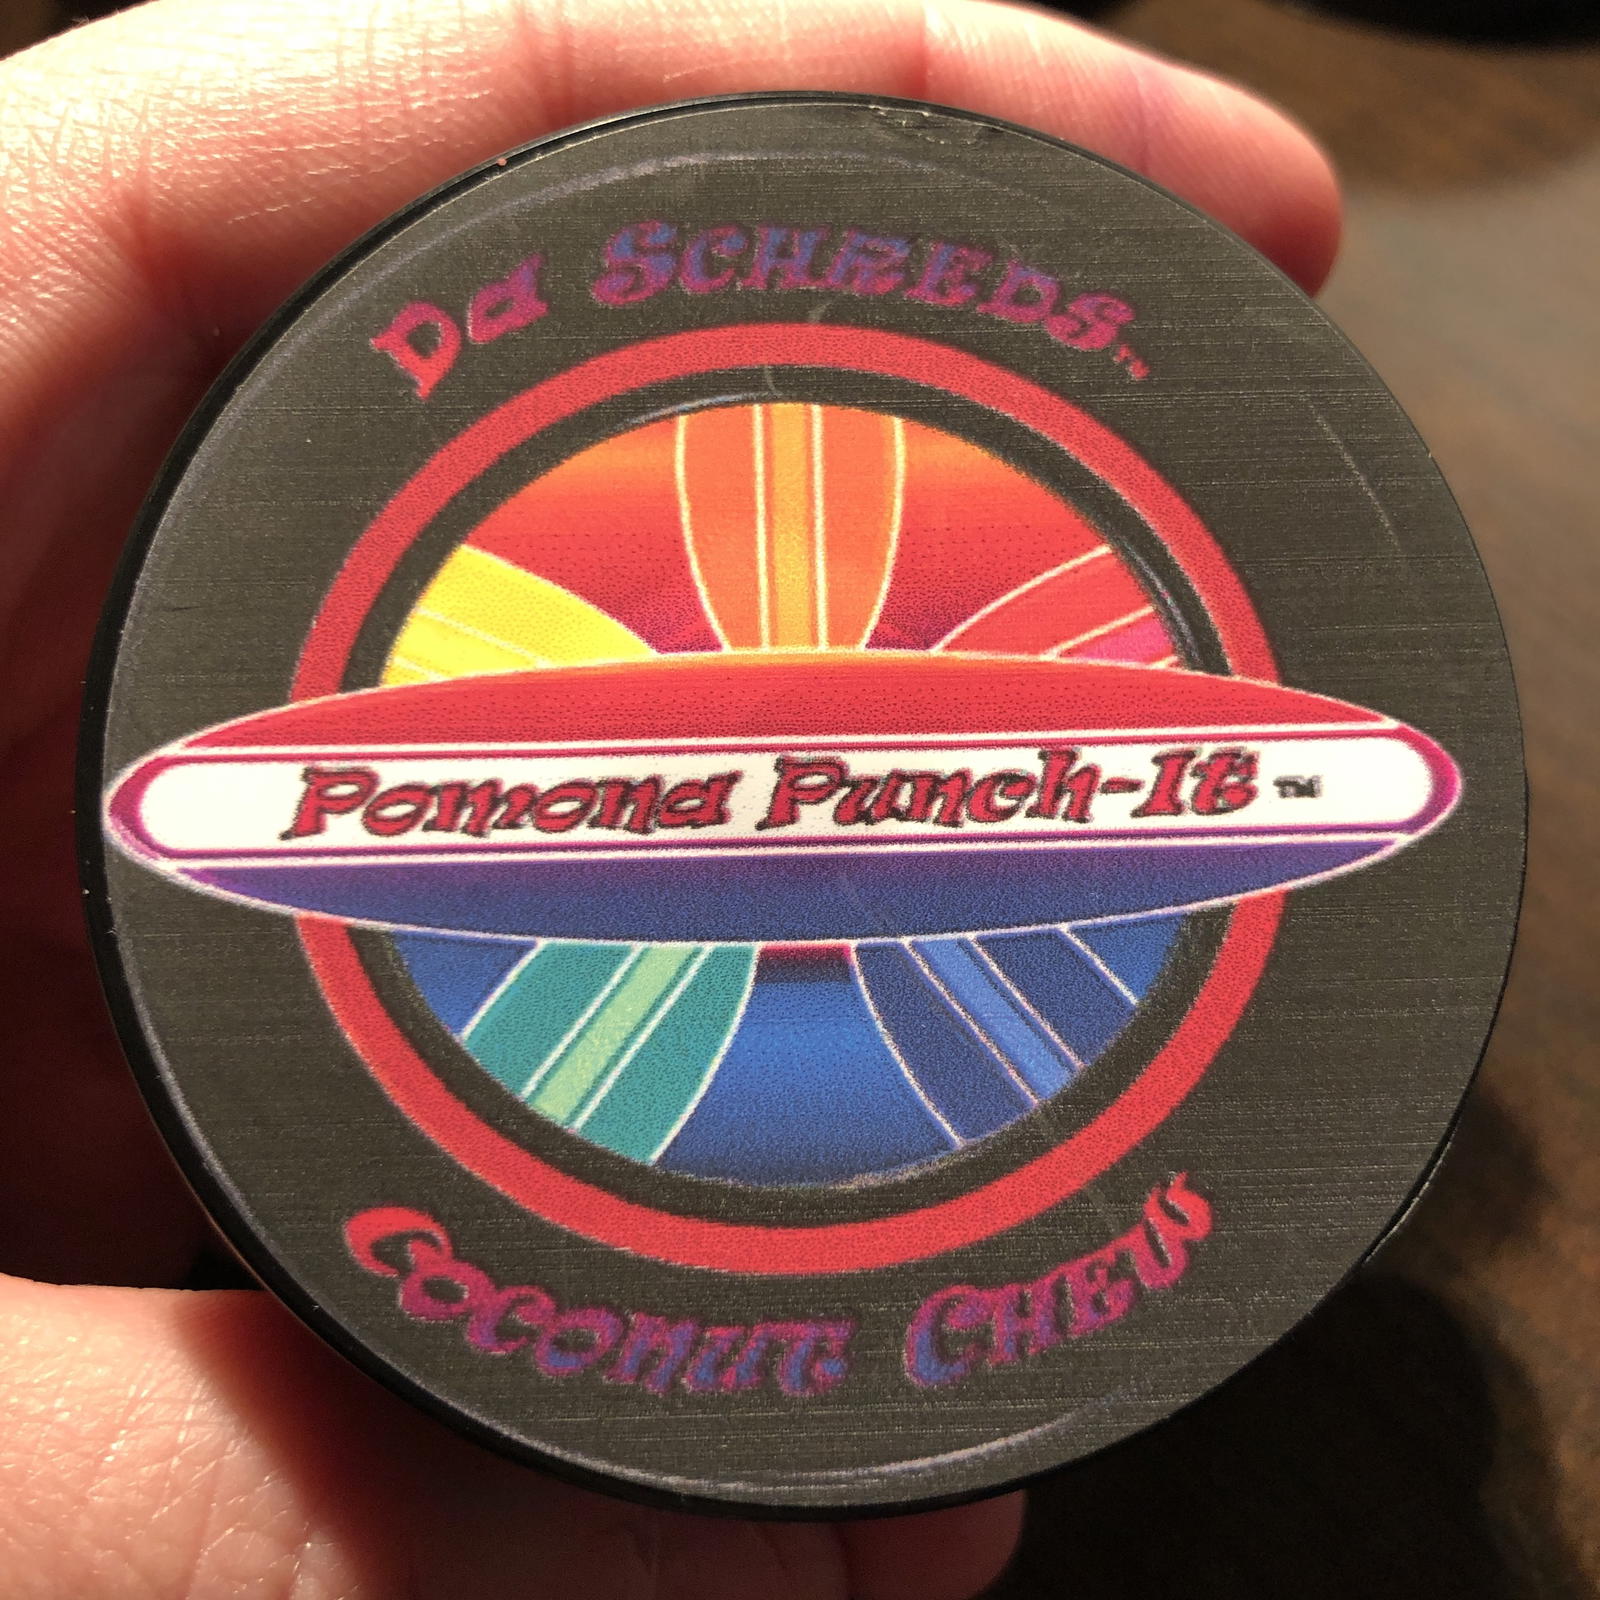 Da Schreds™
Pomona Punch-It™
Coconut Chew